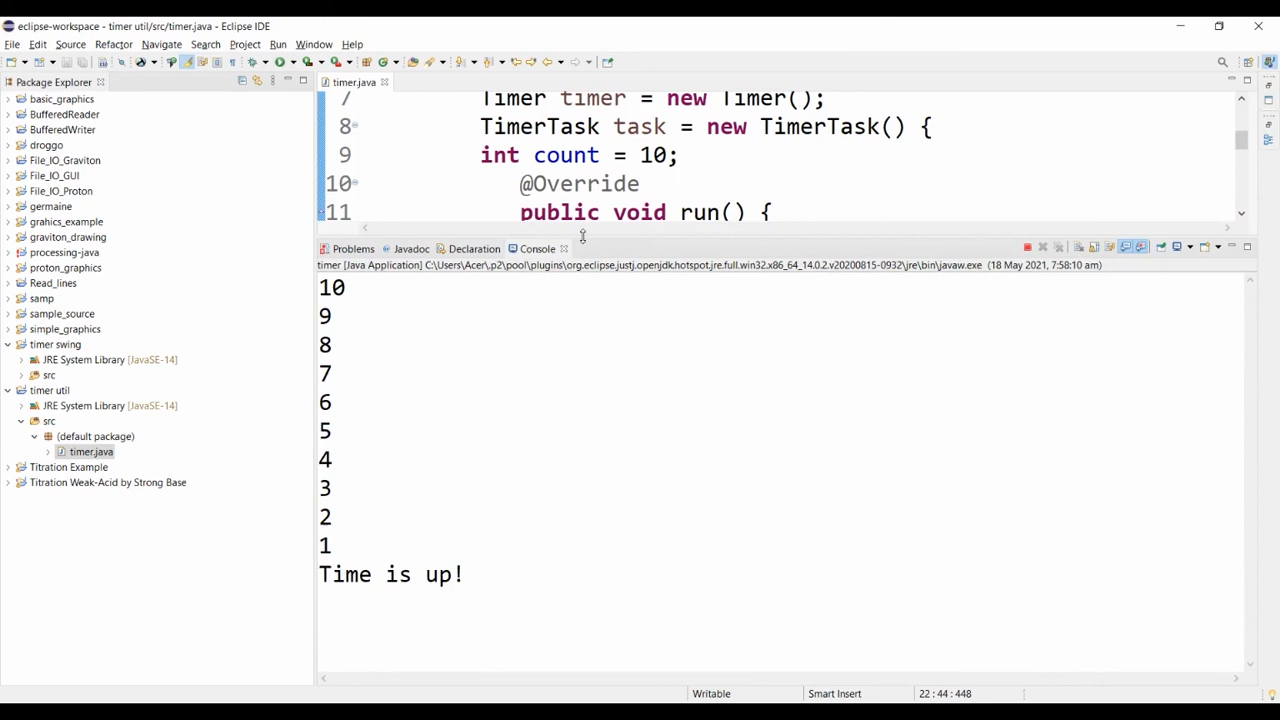 eclipse-workspace - timer util/src/timer.java - Eclipse IDE
File Edit Source Refactor Navigate Search Project Run Window Help
Package Explorer
basic_graphics
BufferedReader
BufferedWriter
droggo
File_IO_Graviton
File_IO_GUI
File_IO_Proton
germaine
grahics_example
graviton_drawing
processing-java
proton_graphics
Read_lines
samp
sample_source
simple_graphics
timer swing
JRE System Library [JavaSE-14]
src
timer util
JRE System Library [JavaSE-14]
src
(default package)
timer.java
Titration Example
Titration Weak-Acid by Strong Base
timer.java
7 Timer timer = new Timer();
8 TimerTask task = new TimerTask() {
9 int count = 10;
10 @Override
11 public void run() {
Problems Javadoc Declaration Console
timer [Java Application] C:\Users\Acer\.p2\pool\plugins\org.eclipse.justj.openjdk.hotspot.jre.full.win32.x86_64_14.0.2.v20200815-0932\jre\bin\javaw.exe (18 May 2021, 7:58:10 am)
10
9
8
7
6
5
4
3
2
1
Time is up!
Writable Smart Insert 22 : 44 : 448